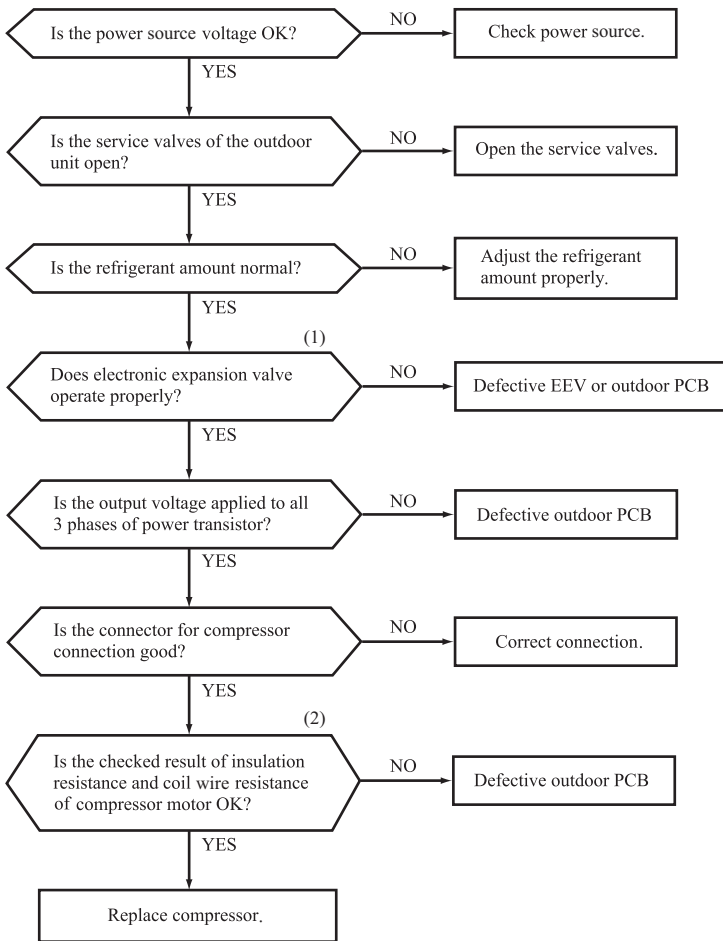 Is the power source voltage OK?
NO
Check power source.
YES
Is the service valves of the outdoor
unit open?
NO
Open the service valves.
YES
Is the refrigerant amount normal?
NO
Adjust the refrigerant
amount properly.
YES
(1)
Does electronic expansion valve
operate properly?
NO
Defective EEV or outdoor PCB
YES
Is the output voltage applied to all
3 phases of power transistor?
NO
Defective outdoor PCB
YES
Is the connector for compressor
connection good?
NO
Correct connection.
YES
(2)
Is the checked result of insulation
resistance and coil wire resistance
of compressor motor OK?
NO
Defective outdoor PCB
YES
Replace compressor.